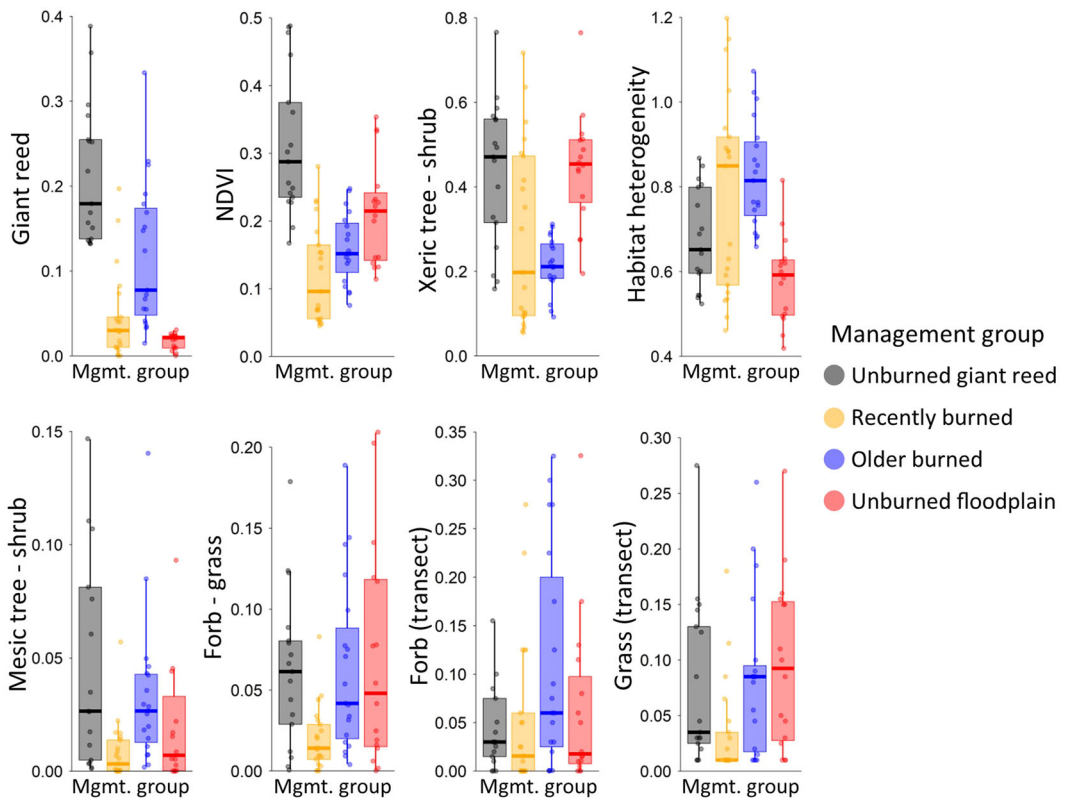 Giant reed
0.4
0.3
0.2
0.1
0.0
Mgmt. group
NDVI
0.5
0.4
0.3
0.2
0.1
0.0
Mgmt. group
Xeric tree - shrub
0.8
0.6
0.4
0.2
0.0
Mgmt. group
Habitat heterogeneity
1.2
1.0
0.8
0.6
0.4
Mgmt. group
Management group
Unburned giant reed
Recently burned
Older burned
Unburned floodplain
Mesic tree - shrub
0.15
0.10
0.05
0.00
Mgmt. group
Forb - grass
0.20
0.15
0.10
0.05
0.00
Mgmt. group
Forb (transect)
0.35
0.30
0.25
0.20
0.15
0.10
0.05
0.00
Mgmt. group
Grass (transect)
0.30
0.25
0.20
0.15
0.10
0.05
0.00
Mgmt. group